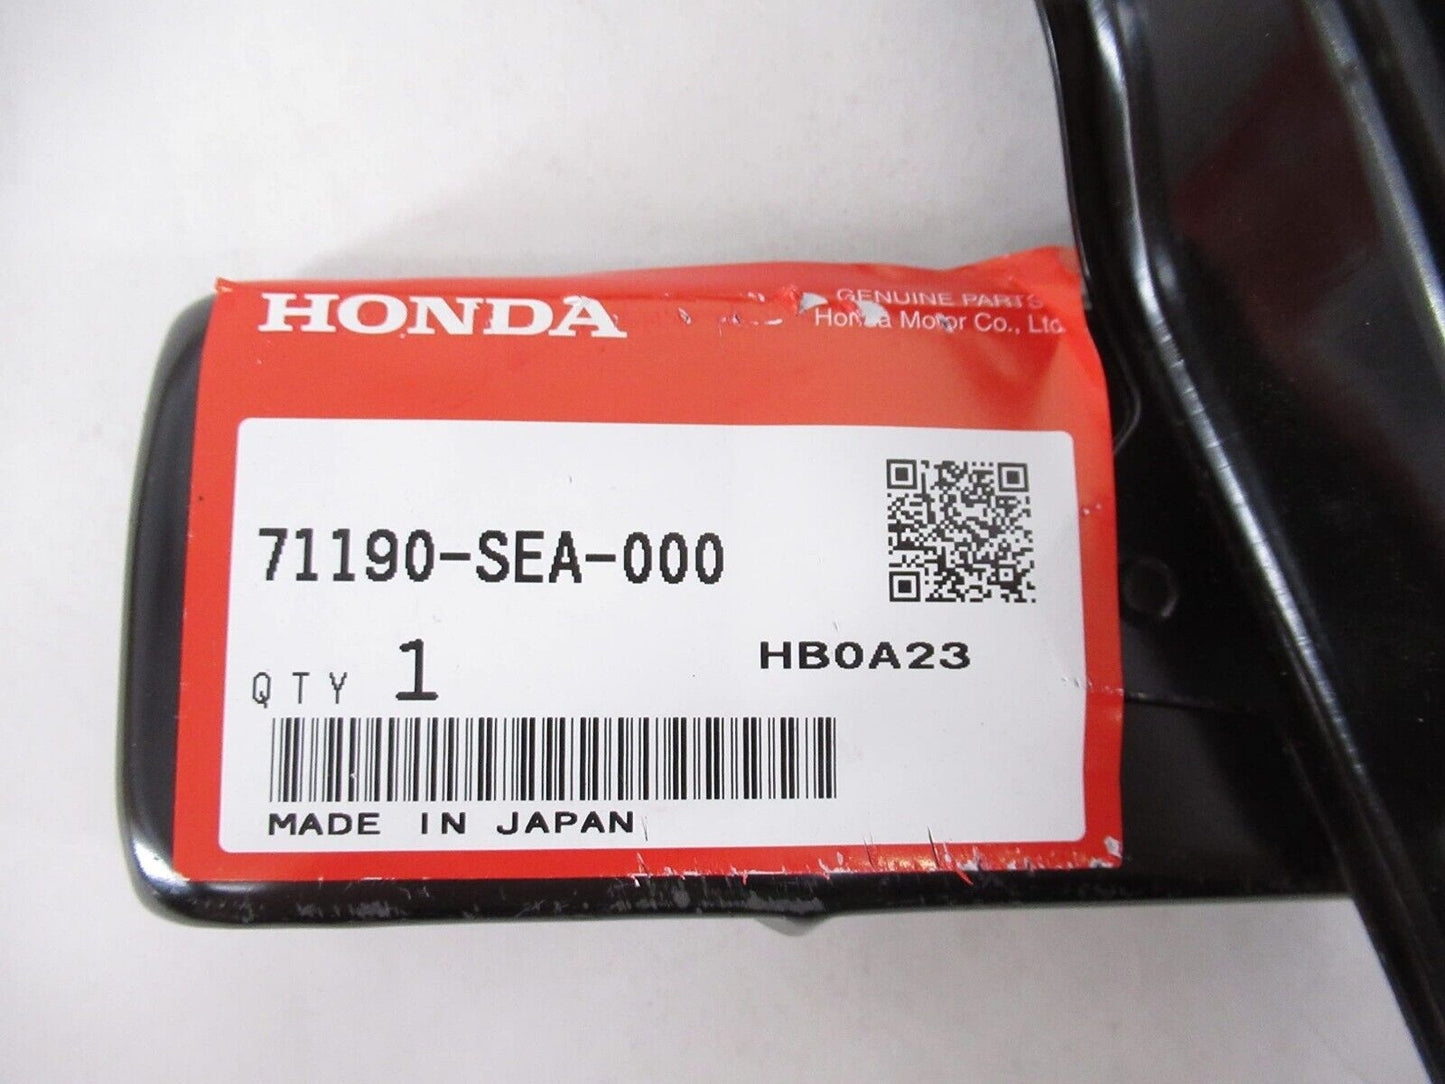 HONDA
GENUINE PARTS
Honda Motor Co., Ltd
71190-SEA-000
QTY 1
HB0A23
MADE IN JAPAN